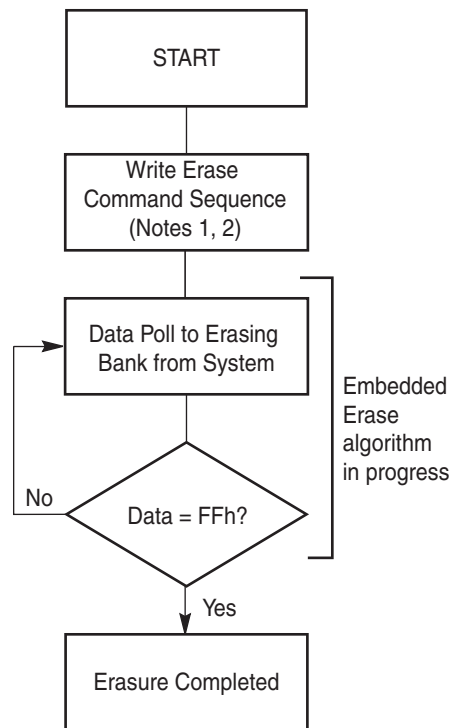 START
Write Erase
Command Sequence
(Notes 1, 2)
Data Poll to Erasing
Bank from System
Embedded
Erase
algorithm
in progress
No
Data = FFh?
Yes
Erasure Completed